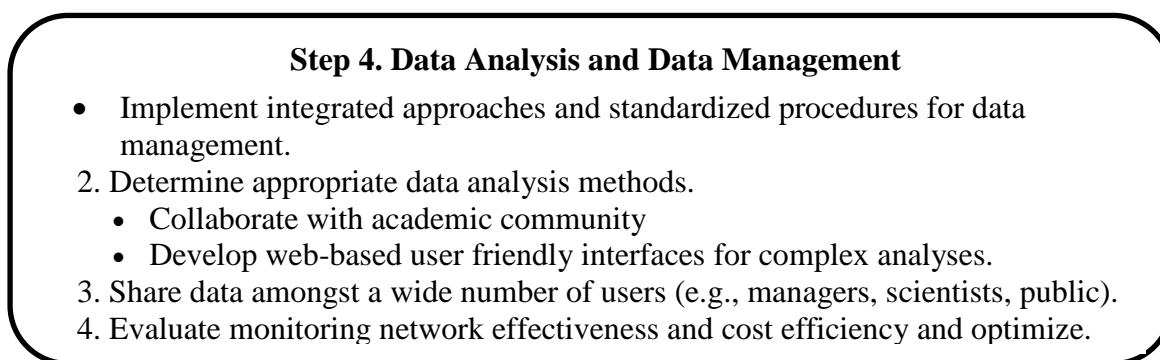 Step 4. Data Analysis and Data Management
• Implement integrated approaches and standardized procedures for data
management.
2. Determine appropriate data analysis methods.
• Collaborate with academic community
• Develop web-based user friendly interfaces for complex analyses.
3. Share data amongst a wide number of users (e.g., managers, scientists, public).
4. Evaluate monitoring network effectiveness and cost efficiency and optimize.